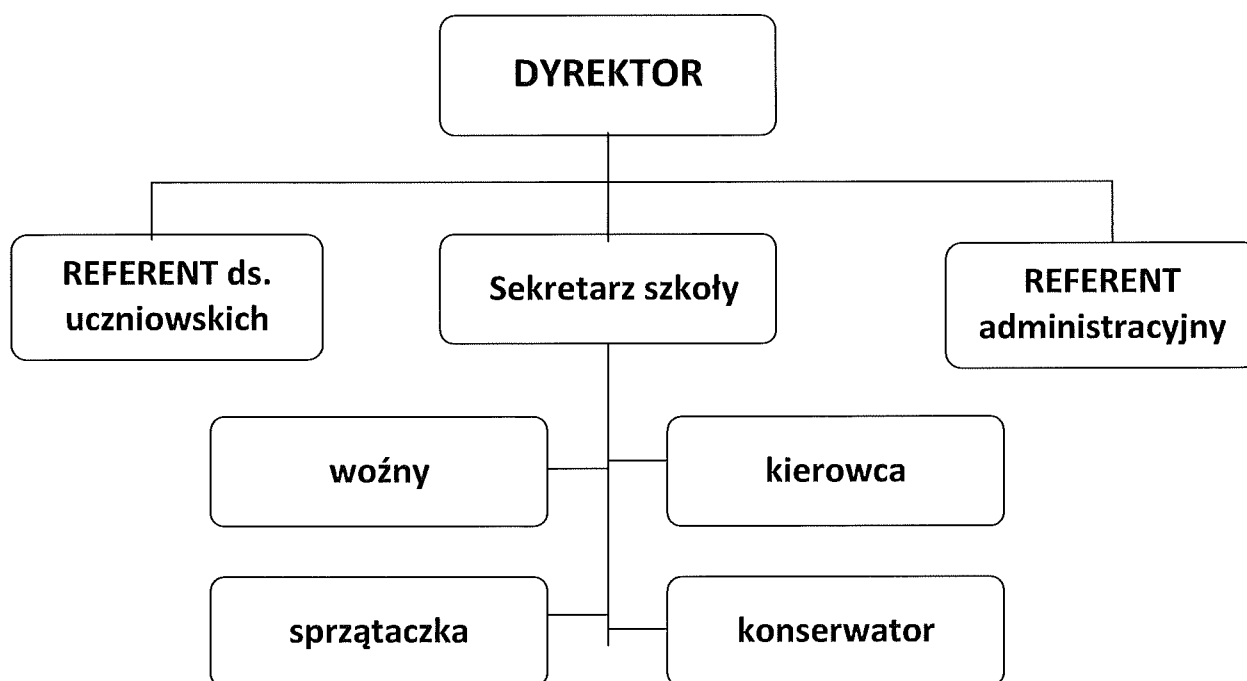 DYREKTOR
REFERENT ds.
uczniowskich
Sekretarz szkoły
REFERENT
administracyjny
woźny
kierowca
sprzątaczka
konserwator